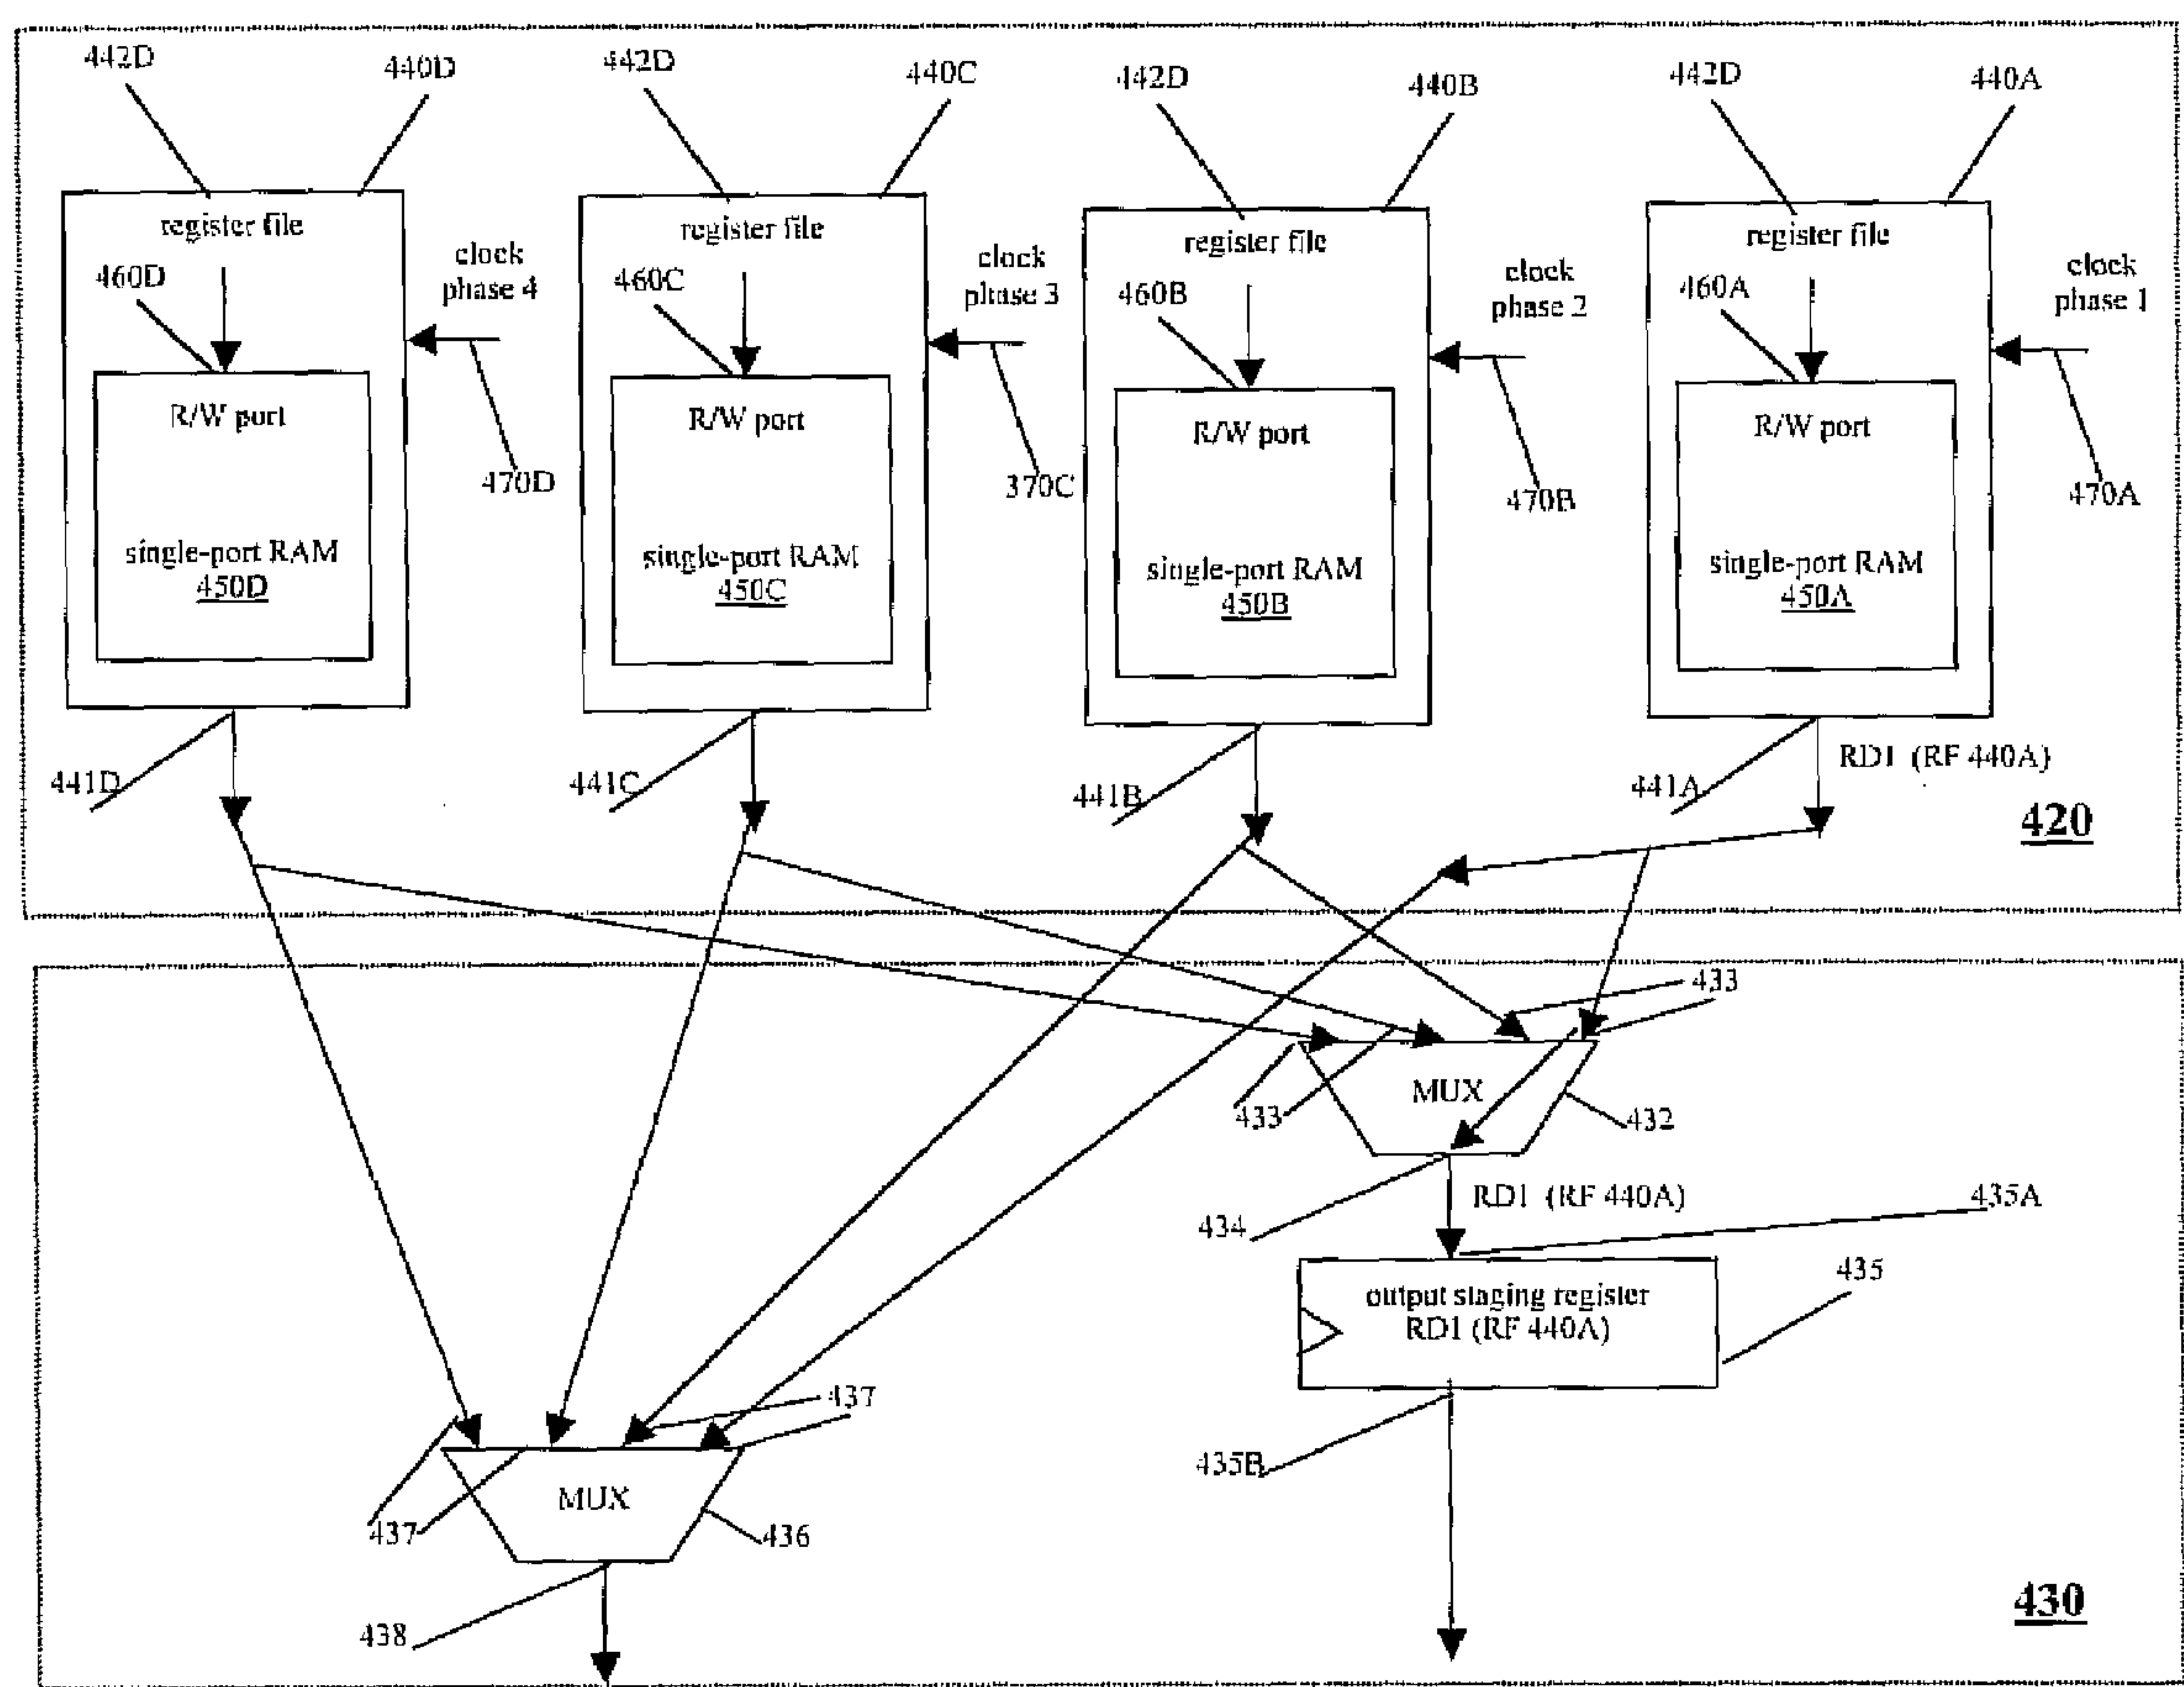 442D
440D
442D
440C
442D
440B
442D
440A
register file
460D
clock
phase 4
R/W port
470D
single-port RAM
450D
register file
460C
clock
phase 3
R/W port
370C
single-port RAM
450C
register file
460B
clock
phase 2
R/W port
470B
single-port RAM
450B
register file
460A
clock
phase 1
R/W port
470A
single-port RAM
450A
441D
441C
441B
441A
RD1 (RF 440A)
420
433
MUX
433
432
434
RD1 (RF 440A)
435A
output staging register
RD1 (RF 440A)
435
437
435B
MUX
437
436
438
430